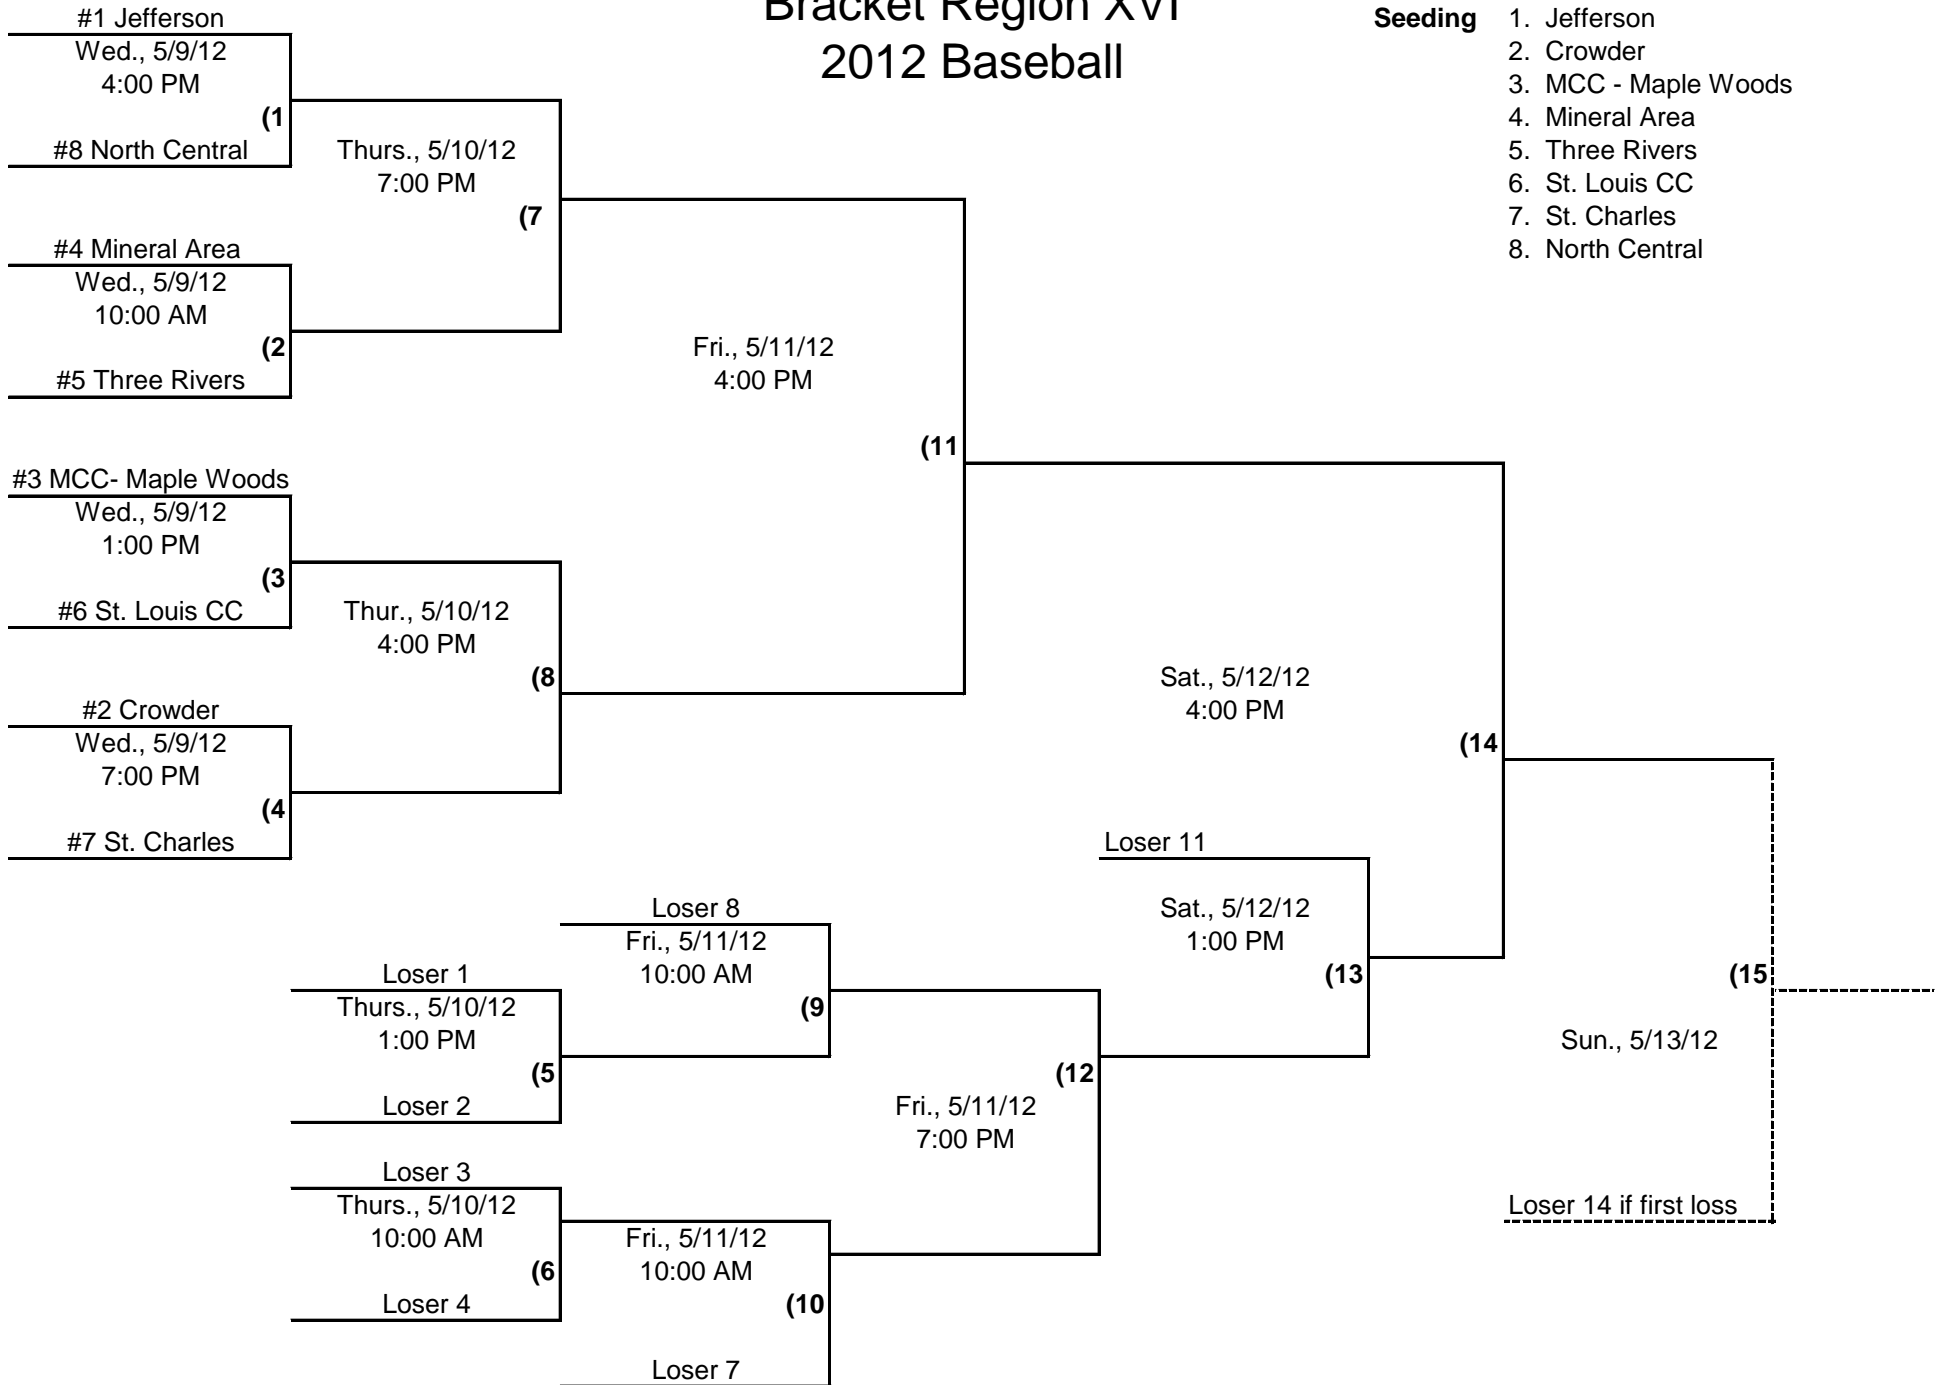 Bracket Region XVI
2012 Baseball
Seeding 1. Jefferson
2. Crowder
3. MCC - Maple Woods
4. Mineral Area
5. Three Rivers
6. St. Louis CC
7. St. Charles
8. North Central
#1 Jefferson
Wed., 5/9/12
4:00 PM
(1
#8 North Central
Thurs., 5/10/12
7:00 PM
(7
#4 Mineral Area
Wed., 5/9/12
10:00 AM
(2
#5 Three Rivers
Fri., 5/11/12
4:00 PM
(11
#3 MCC- Maple Woods
Wed., 5/9/12
1:00 PM
(3
#6 St. Louis CC
Thur., 5/10/12
4:00 PM
(8
#2 Crowder
Wed., 5/9/12
7:00 PM
(4
#7 St. Charles
Sat., 5/12/12
4:00 PM
(14
Loser 11
Sat., 5/12/12
1:00 PM
(13
Loser 8
Fri., 5/11/12
10:00 AM
(9
Loser 1
Thurs., 5/10/12
1:00 PM
(5
Loser 2
(12
Fri., 5/11/12
7:00 PM
(15
Sun., 5/13/12
Loser 14 if first loss
Loser 3
Thurs., 5/10/12
10:00 AM
(6
Loser 4
Fri., 5/11/12
10:00 AM
(10
Loser 7